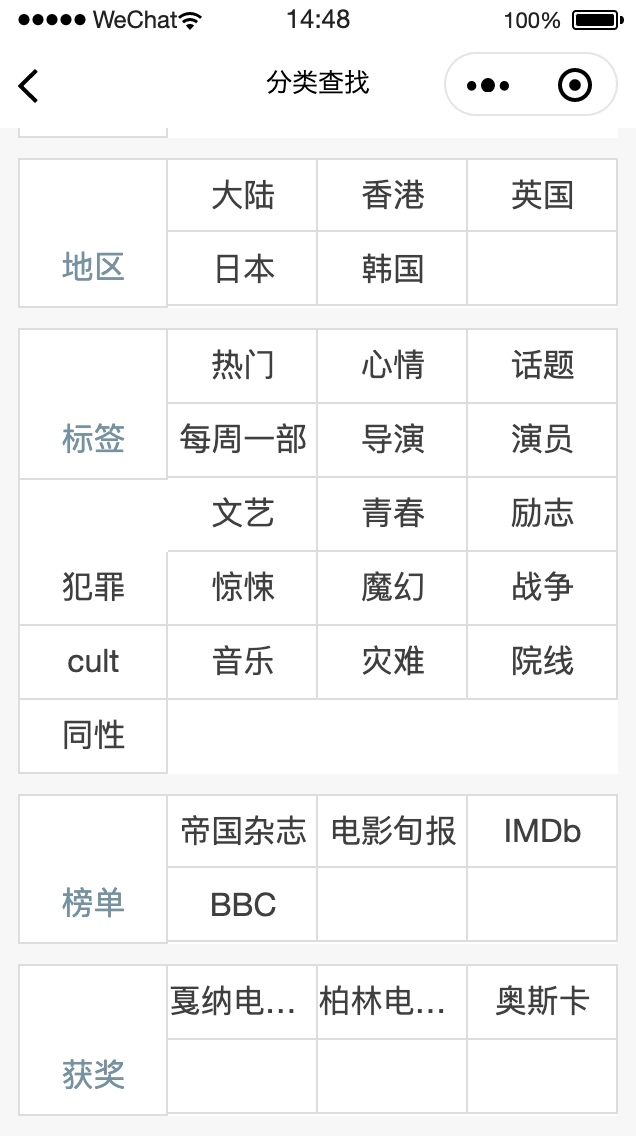 WeChat 14:48 100%
分类查找
大陆 香港 英国
地区 日本 韩国
热门 心情 话题
标签 每周一部 导演 演员
文艺 青春 励志
犯罪 惊悚 魔幻 战争
cult 音乐 灾难 院线
同性
帝国杂志 电影旬报 IMDb
榜单 BBC
戛纳电... 柏林电... 奥斯卡
获奖